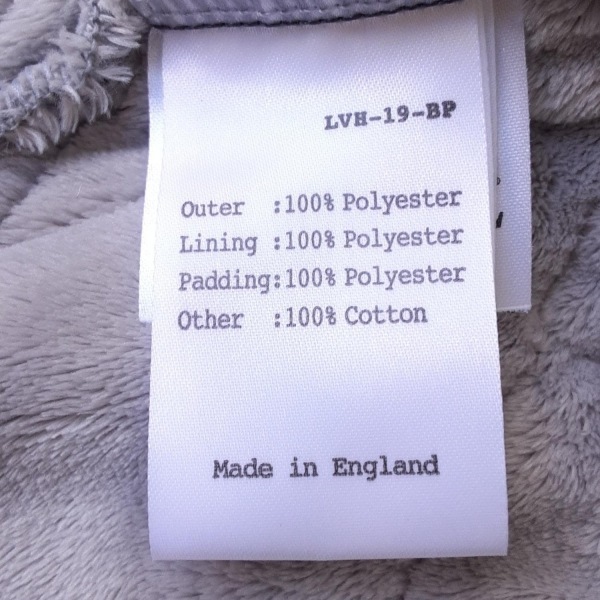 LVH-19-BP
Outer :100% Polyester
Lining :100% Polyester
Padding:100% Polyester
Other :100% Cotton
Made in England